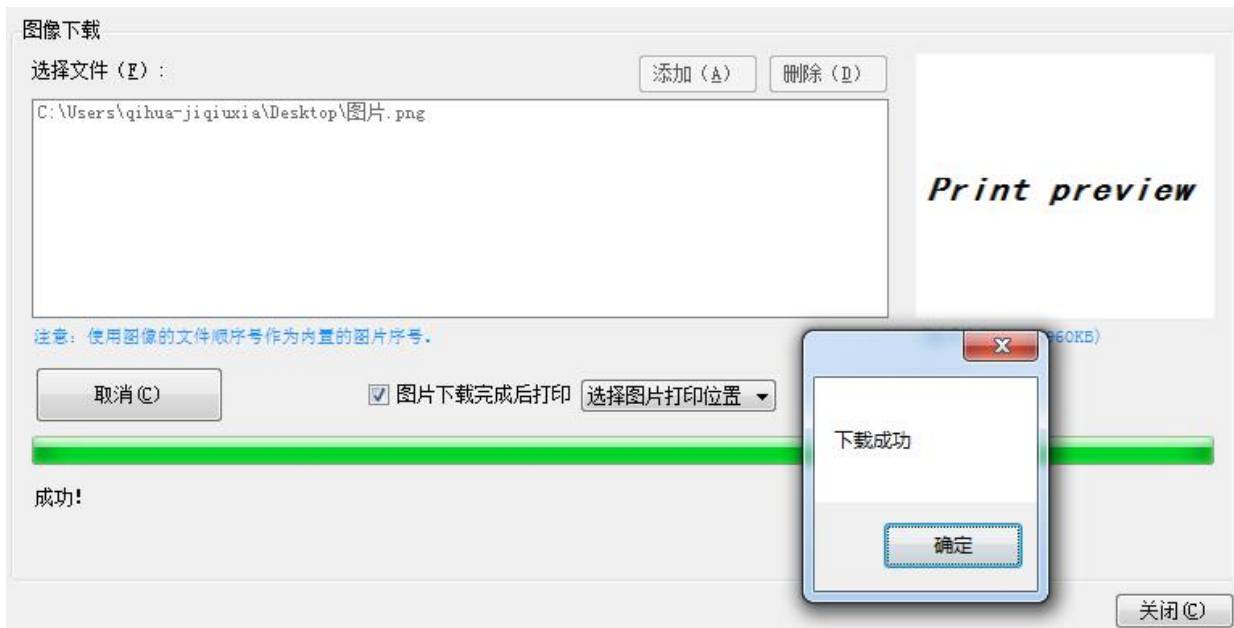 图像下载
选择文件（F）:
添加（A）
删除（D）
C:\Users\qihua-jiqiuxia\Desktop\图片.png
Print preview
注意：使用图像的文件顺序号作为内置的图片序号.
960KB)
取消(C)
图片下载完成后打印
选择图片打印位置
下载成功
成功!
确定
关闭(C)